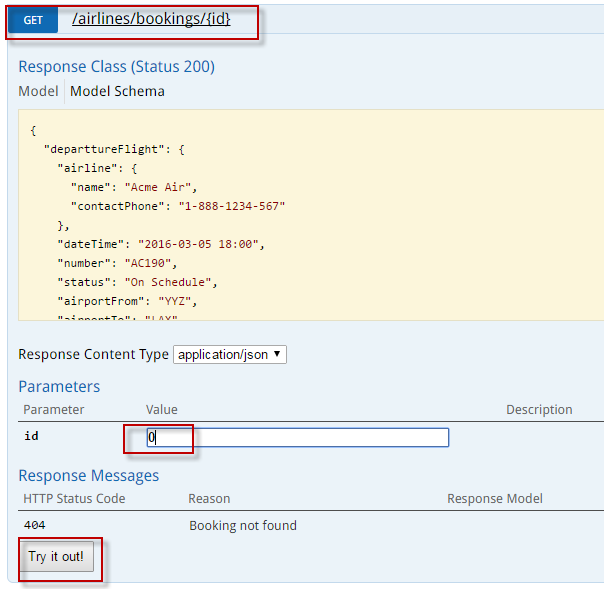 GET /airlines/bookings/{id}
Response Class (Status 200)
Model Model Schema
{
"departtureFlight": {
"airline": {
"name": "Acme Air",
"contactPhone": "1-888-1234-567"
},
"dateTime": "2016-03-05 18:00",
"number": "AC190",
"status": "On Schedule",
"airportFrom": "YYZ",
"airportTo": "LAX",
Response Content Type application/json
Parameters
Parameter Value Description
id 0
Response Messages
HTTP Status Code Reason Response Model
404 Booking not found
Try it out!